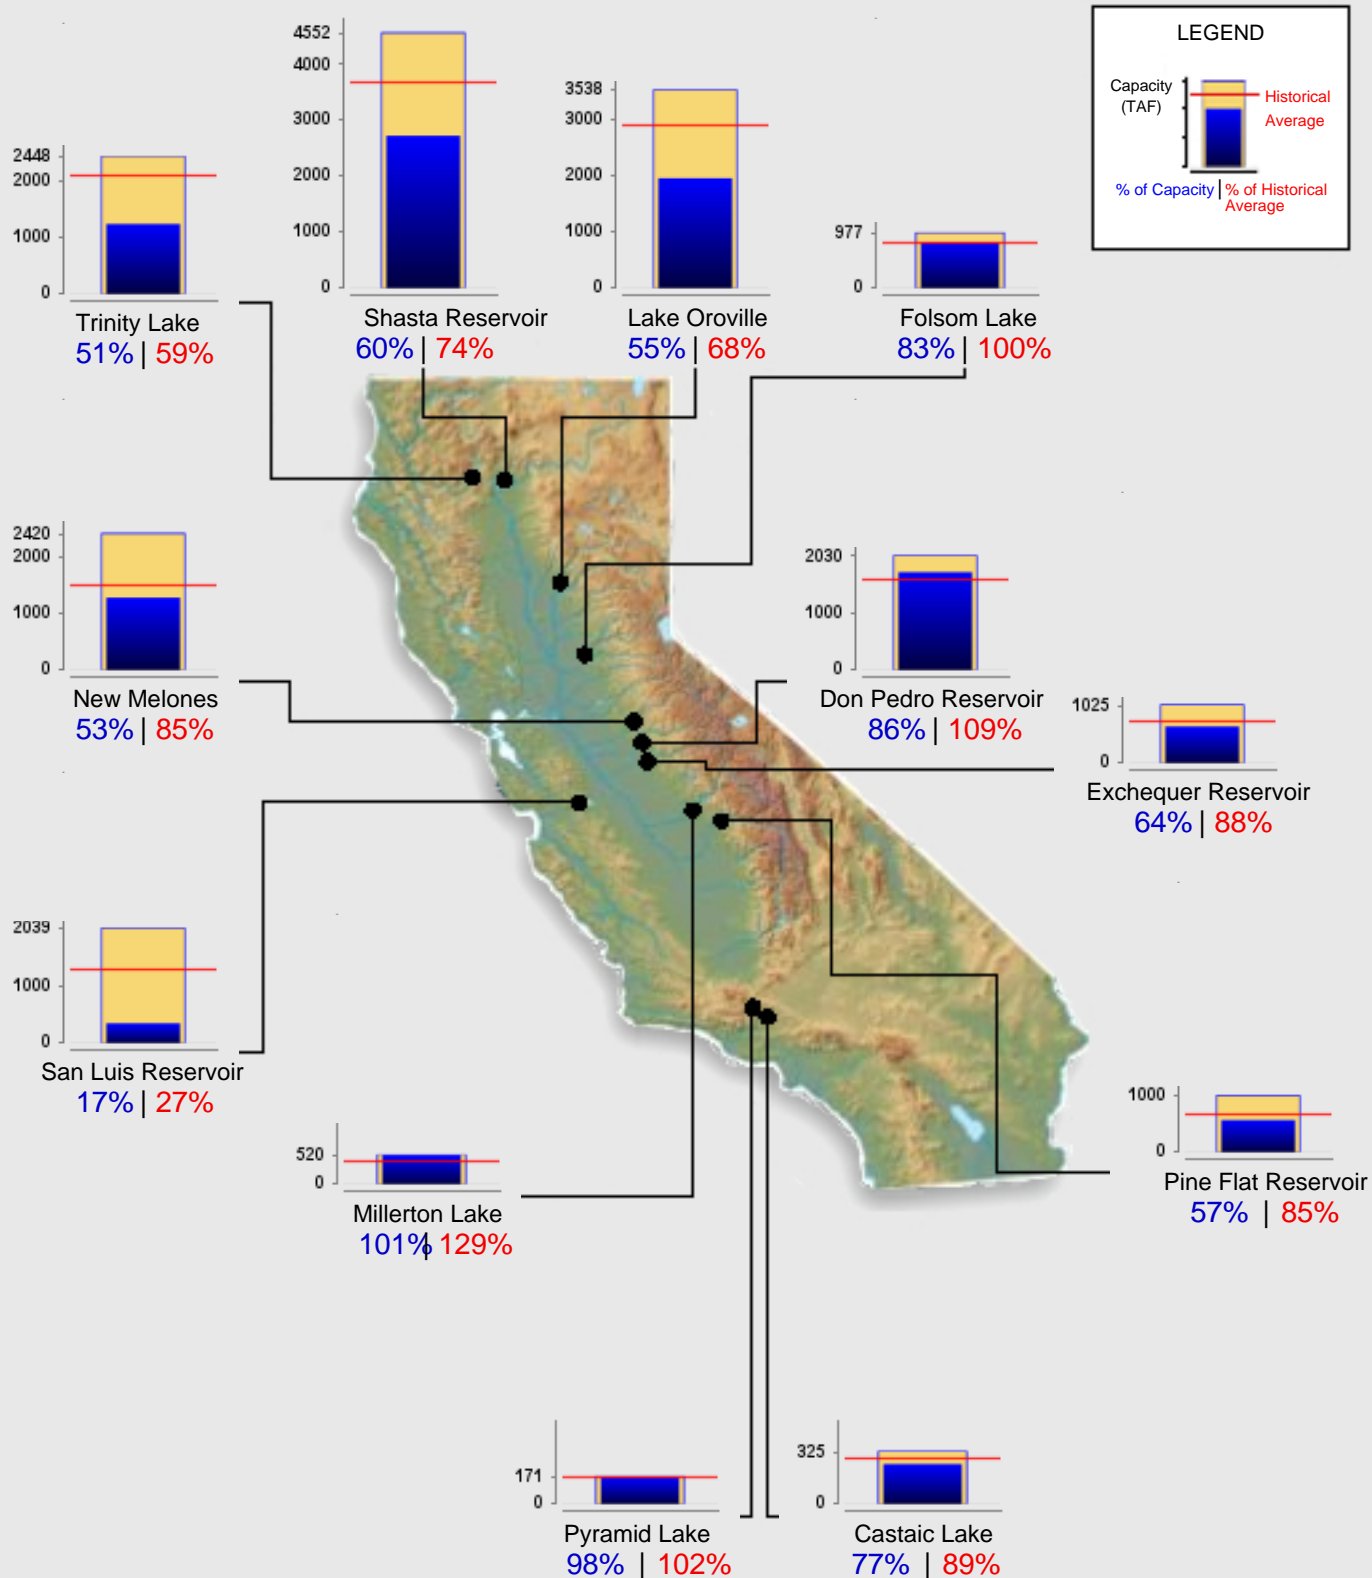 LEGEND
Capacity
(TAF)
Historical
Average
% of Capacity | % of Historical
Average
4552
4000
3000
2000
1000
0
Shasta Reservoir
60% | 74%
3538
3000
2000
1000
0
Lake Oroville
55% | 68%
2448
2000
1000
0
Trinity Lake
51% | 59%
977
0
Folsom Lake
83% | 100%
2420
2000
1000
0
New Melones
53% | 85%
2030
1000
0
Don Pedro Reservoir
86% | 109%
1025
0
Exchequer Reservoir
64% | 88%
2039
1000
0
San Luis Reservoir
17% | 27%
520
0
Millerton Lake
101% | 129%
1000
0
Pine Flat Reservoir
57% | 85%
171
0
Pyramid Lake
98% | 102%
325
0
Castaic Lake
77% | 89%